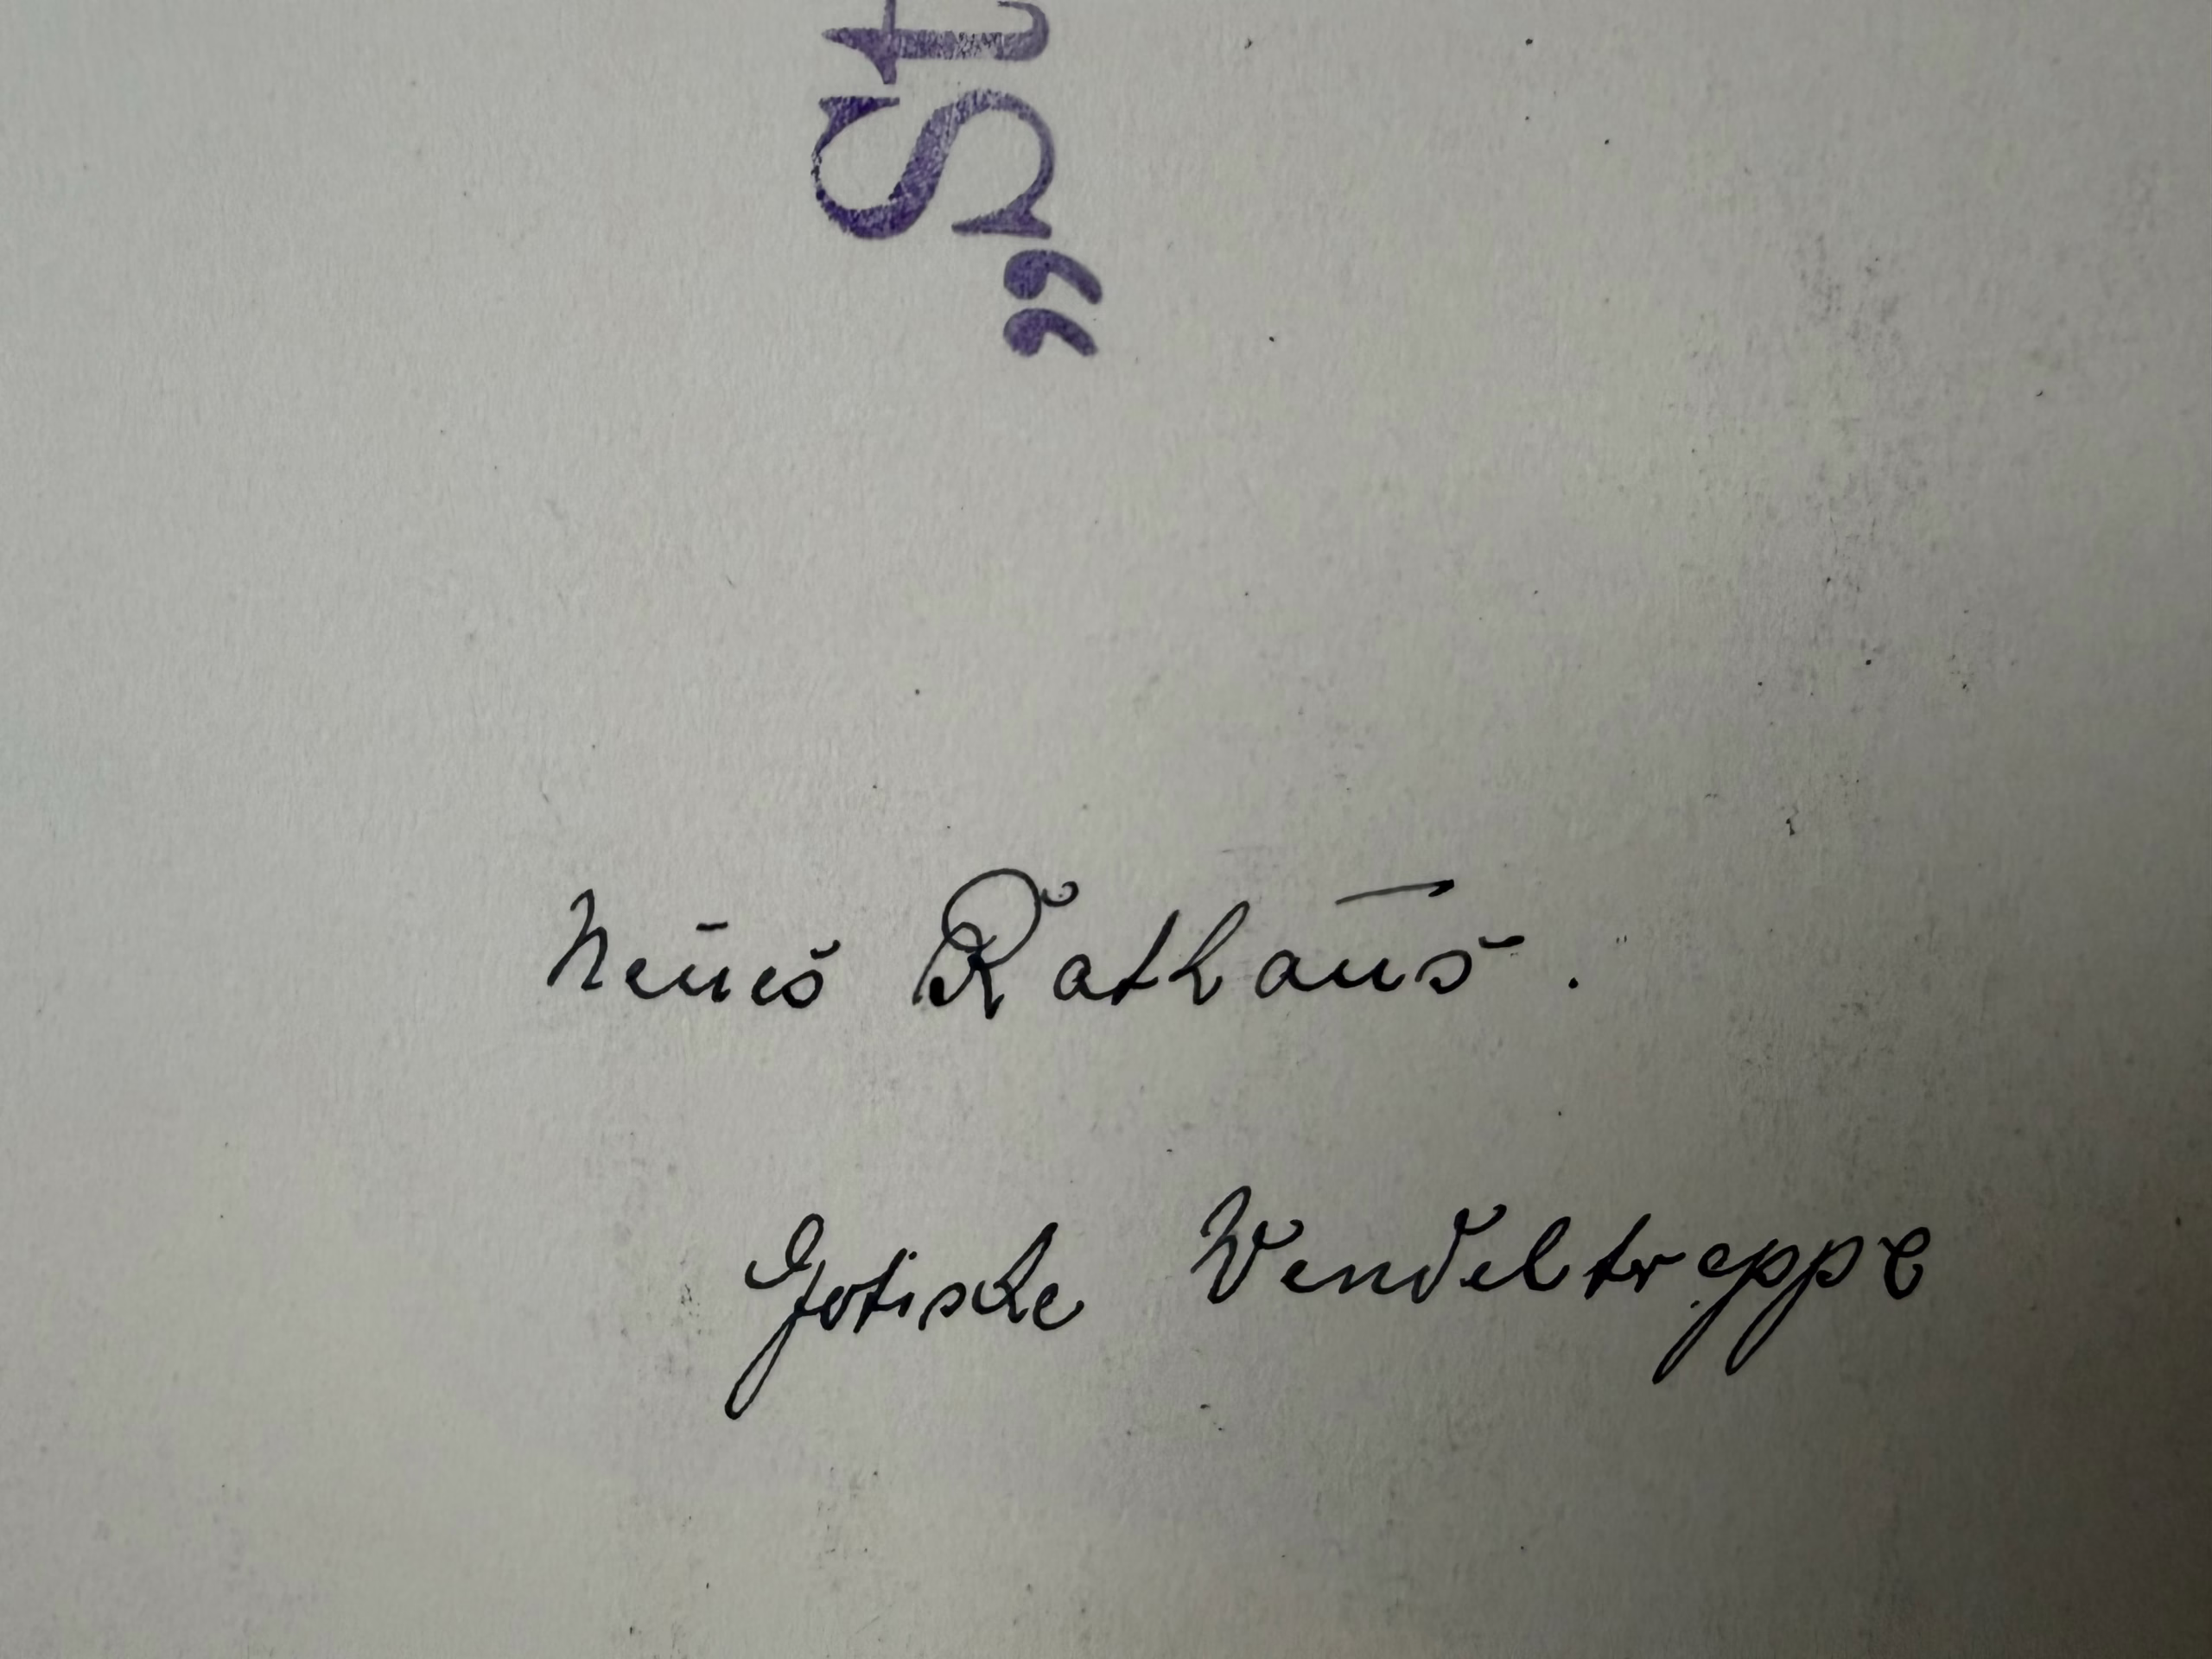 „St
Neues Rathaus.
Gotische Wendeltreppe